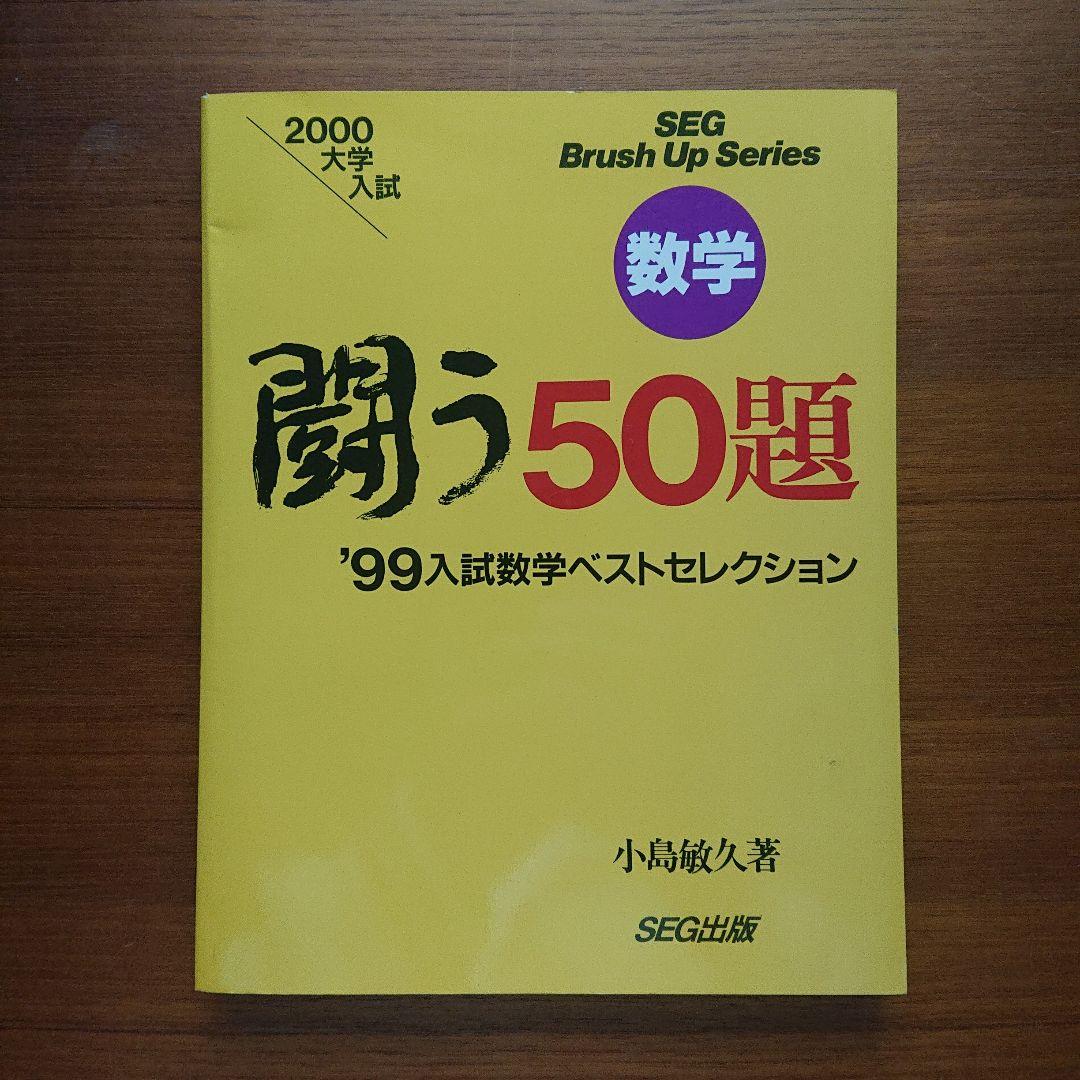 2000
大学
入試
SEG
Brush Up Series
数学
闘う50題
'99入試数学ベストセレクション
小島敏久著
SEG出版